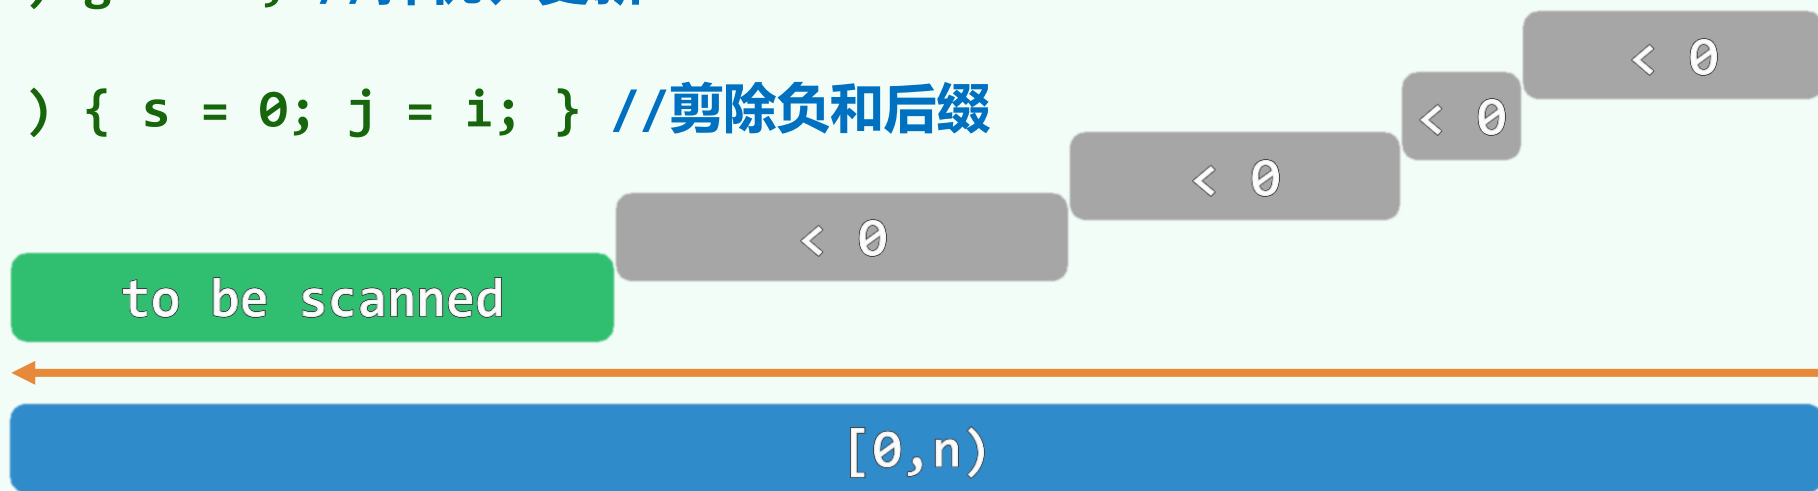 ) { s = 0; j = i; } //剪除负和后缀
< 0
< 0
< 0
< 0
to be scanned
[0,n)